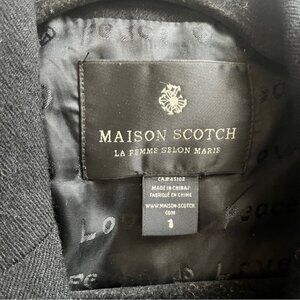 MAISON SCOTCH
LA FEMME SELON MARIE
MADE IN CHINA/
FABRIQUÉ EN CHINE
WWW.MAISON-SCOTCH
.COM
1